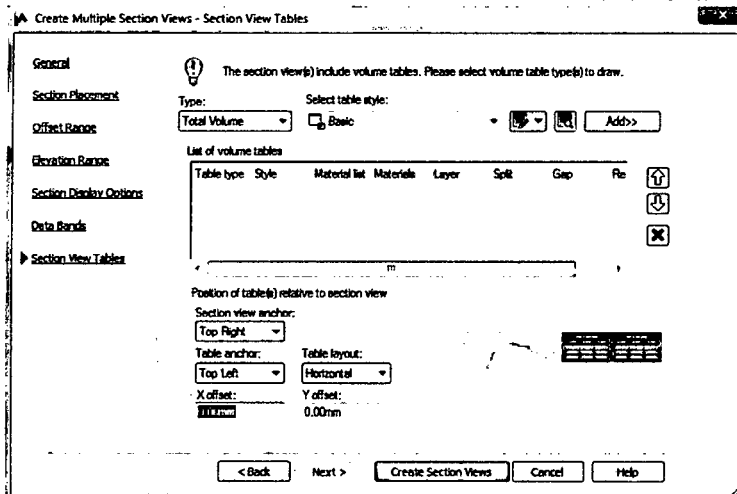 Create Multiple Section Views - Section View Tables
General
Section Placement
Offset Range
Elevation Range
Section Display Options
Data Bands
Section View Tables
The section view(s) include volume tables. Please select volume table type(s) to draw.
Type:
Select table style:
Total Volume
Basic
Add>>
List of volume tables
Table type Style Material list Materials Layer Split Gap Re
Position of table(s) relative to section view
Section view anchor:
Top Right
Table anchor:
Table layout:
Top Left
Horizontal
X offset:
Y offset:
0.00mm
< Back Next > Create Section Views Cancel Help